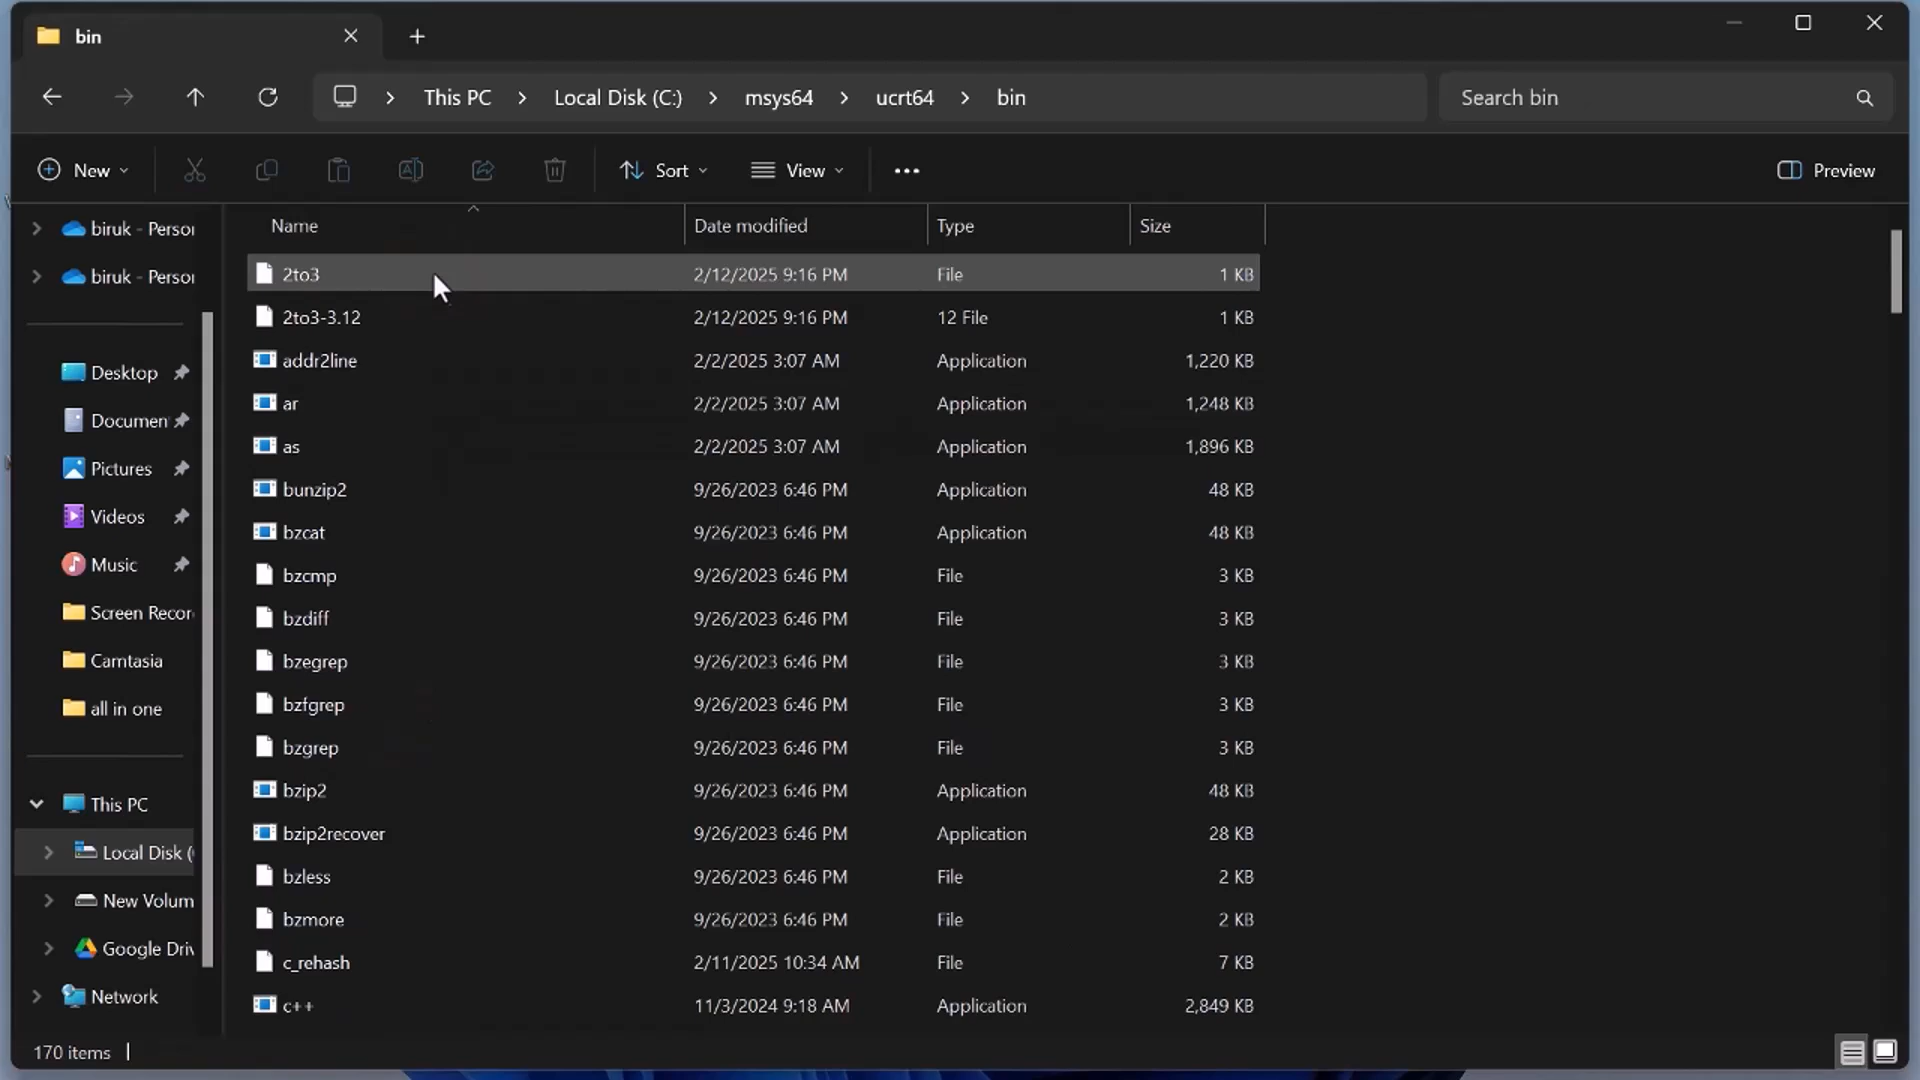 bin
This PC > Local Disk (C:) > msys64 > ucrt64 > bin
Search bin
New
Sort
View
Preview
Name
Date modified
Type
Size
biruk - Person
biruk - Person
Desktop
Documen
Pictures
Videos
Music
Screen Recor
Camtasia
all in one
This PC
Local Disk (
New Volum
Google Driv
Network
2to3 2/12/2025 9:16 PM File 1 KB
2to3-3.12 2/12/2025 9:16 PM 12 File 1 KB
addr2line 2/2/2025 3:07 AM Application 1,220 KB
ar 2/2/2025 3:07 AM Application 1,248 KB
as 2/2/2025 3:07 AM Application 1,896 KB
bunzip2 9/26/2023 6:46 PM Application 48 KB
bzcat 9/26/2023 6:46 PM Application 48 KB
bzcmp 9/26/2023 6:46 PM File 3 KB
bzdiff 9/26/2023 6:46 PM File 3 KB
bzegrep 9/26/2023 6:46 PM File 3 KB
bzfgrep 9/26/2023 6:46 PM File 3 KB
bzgrep 9/26/2023 6:46 PM File 3 KB
bzip2 9/26/2023 6:46 PM Application 48 KB
bzip2recover 9/26/2023 6:46 PM Application 28 KB
bzless 9/26/2023 6:46 PM File 2 KB
bzmore 9/26/2023 6:46 PM File 2 KB
c_rehash 2/11/2025 10:34 AM File 7 KB
c++ 11/3/2024 9:18 AM Application 2,849 KB
170 items